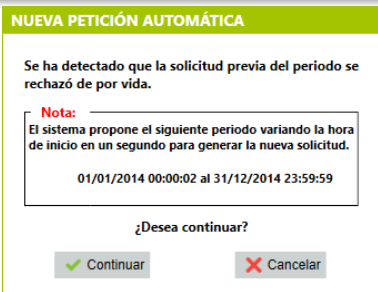 NUEVA PETICIÓN AUTOMÁTICA
Se ha detectado que la solicitud previa del periodo se
rechazó de por vida.
Nota:
El sistema propone el siguiente periodo variando la hora
de inicio en un segundo para generar la nueva solicitud.
01/01/2014 00:00:02 al 31/12/2014 23:59:59
¿Desea continuar?
Continuar
Cancelar